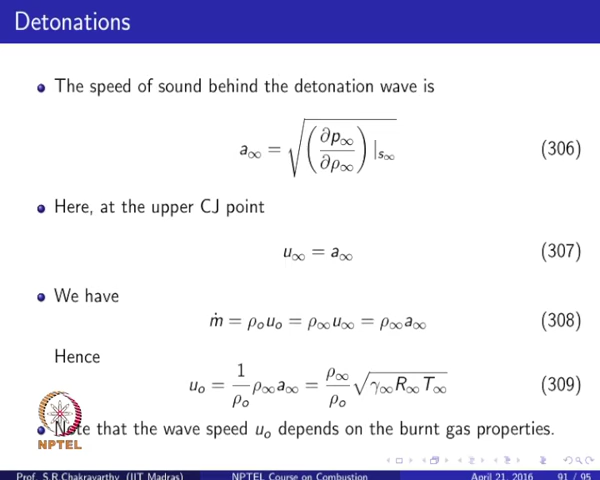 Detonations
The speed of sound behind the detonation wave is
a∞ = √(∂p∞/∂ρ∞)|s∞ (306)
Here, at the upper CJ point
u∞ = a∞ (307)
We have
ṁ = ρₒuₒ = ρ∞u∞ = ρ∞a∞ (308)
Hence
uₒ = 1/ρₒ ρ∞a∞ = ρ∞/ρₒ √γ∞R∞T∞ (309)
Note that the wave speed uₒ depends on the burnt gas properties.
NPTEL
Prof. S.R.Chakravarthy (IIT Madras) NPTEL Course on Combustion April 21, 2016 91 / 95